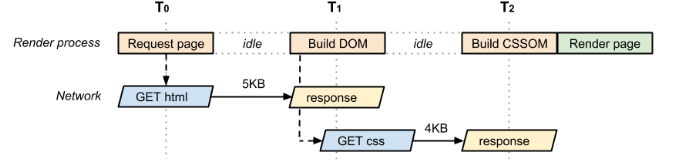 T0 T1 T2
Render process Request page idle Build DOM idle Build CSSOM Render page
5KB
Network GET html response
4KB
GET css response